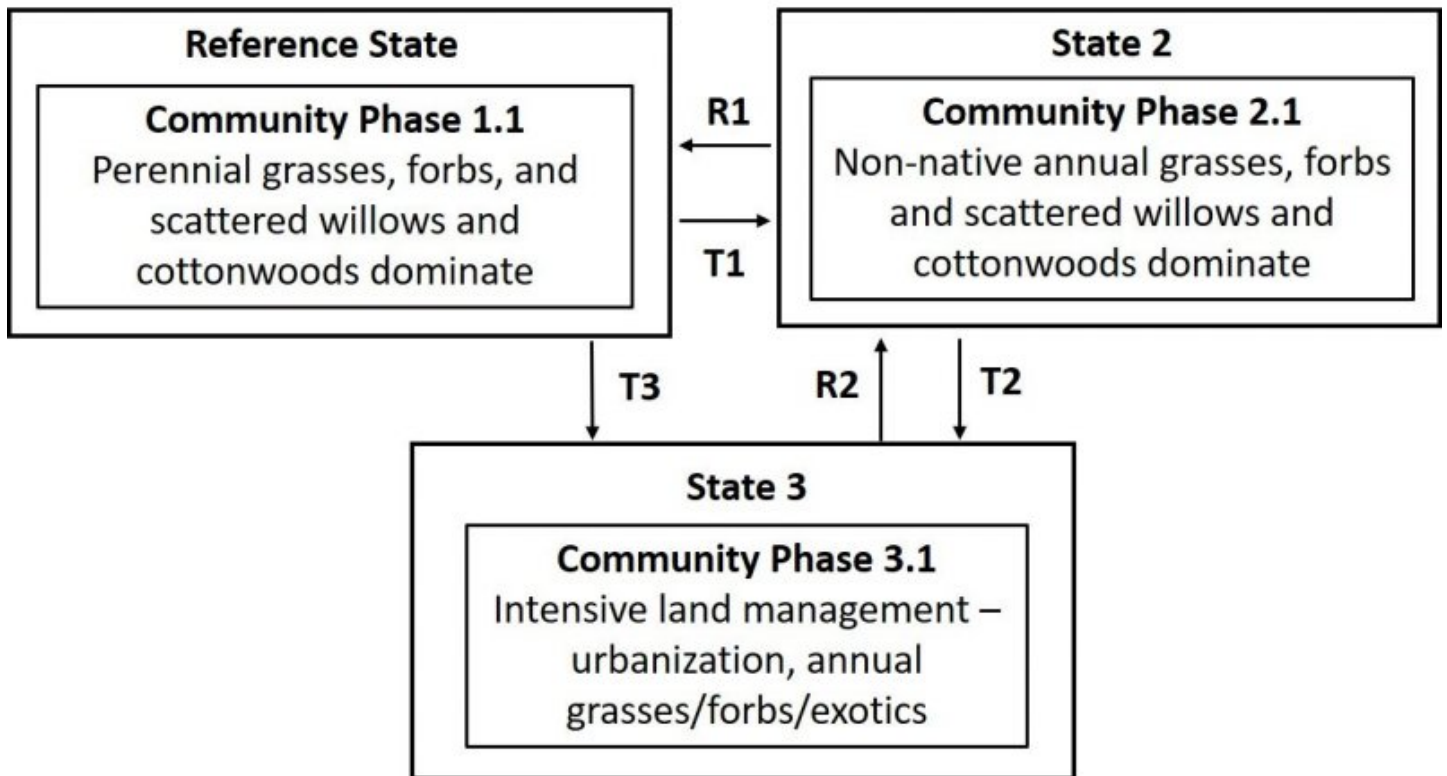 Reference State
Community Phase 1.1
Perennial grasses, forbs, and
scattered willows and
cottonwoods dominate
R1
T1
State 2
Community Phase 2.1
Non-native annual grasses, forbs
and scattered willows and
cottonwoods dominate
T3
R2
T2
State 3
Community Phase 3.1
Intensive land management –
urbanization, annual
grasses/forbs/exotics